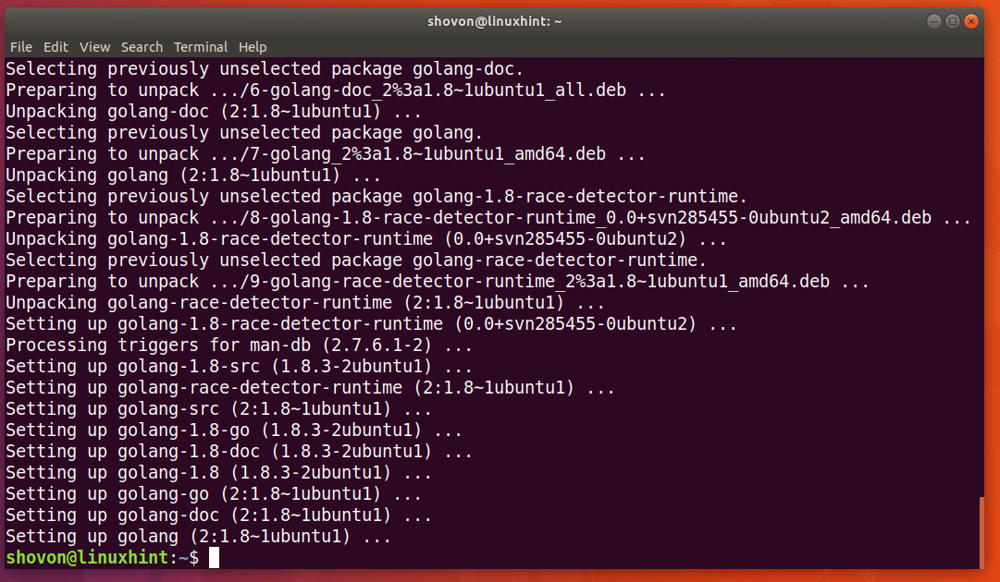 shovon@linuxhint: ~
File Edit View Search Terminal Help
Selecting previously unselected package golang-doc.
Preparing to unpack .../6-golang-doc_2%3a1.8~1ubuntu1_all.deb ...
Unpacking golang-doc (2:1.8~1ubuntu1) ...
Selecting previously unselected package golang.
Preparing to unpack .../7-golang_2%3a1.8~1ubuntu1_amd64.deb ...
Unpacking golang (2:1.8~1ubuntu1) ...
Selecting previously unselected package golang-1.8-race-detector-runtime.
Preparing to unpack .../8-golang-1.8-race-detector-runtime_0.0+svn285455-0ubuntu2_amd64.deb ...
Unpacking golang-1.8-race-detector-runtime (0.0+svn285455-0ubuntu2) ...
Selecting previously unselected package golang-race-detector-runtime.
Preparing to unpack .../9-golang-race-detector-runtime_2%3a1.8~1ubuntu1_amd64.deb ...
Unpacking golang-race-detector-runtime (2:1.8~1ubuntu1) ...
Setting up golang-1.8-race-detector-runtime (0.0+svn285455-0ubuntu2) ...
Processing triggers for man-db (2.7.6.1-2) ...
Setting up golang-1.8-src (1.8.3-2ubuntu1) ...
Setting up golang-race-detector-runtime (2:1.8~1ubuntu1) ...
Setting up golang-src (2:1.8~1ubuntu1) ...
Setting up golang-1.8-go (1.8.3-2ubuntu1) ...
Setting up golang-1.8-doc (1.8.3-2ubuntu1) ...
Setting up golang-1.8 (1.8.3-2ubuntu1) ...
Setting up golang-go (2:1.8~1ubuntu1) ...
Setting up golang-doc (2:1.8~1ubuntu1) ...
Setting up golang (2:1.8~1ubuntu1) ...
shovon@linuxhint:~$